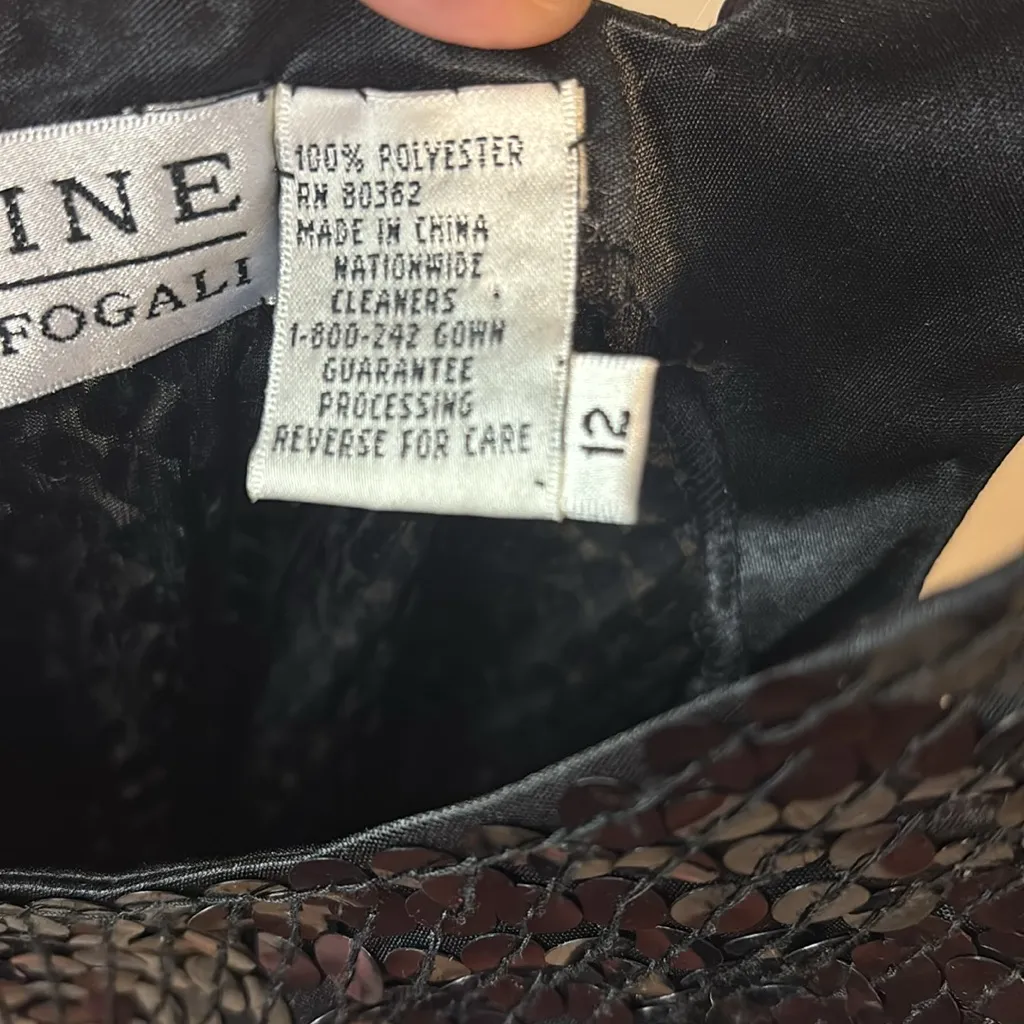 INE
FOGALI
100% POLYESTER
RN 80362
MADE IN CHINA
NATIONWIDE
CLEANERS
1-800-242 GOWN
GUARANTEE
PROCESSING
REVERSE FOR CARE
12